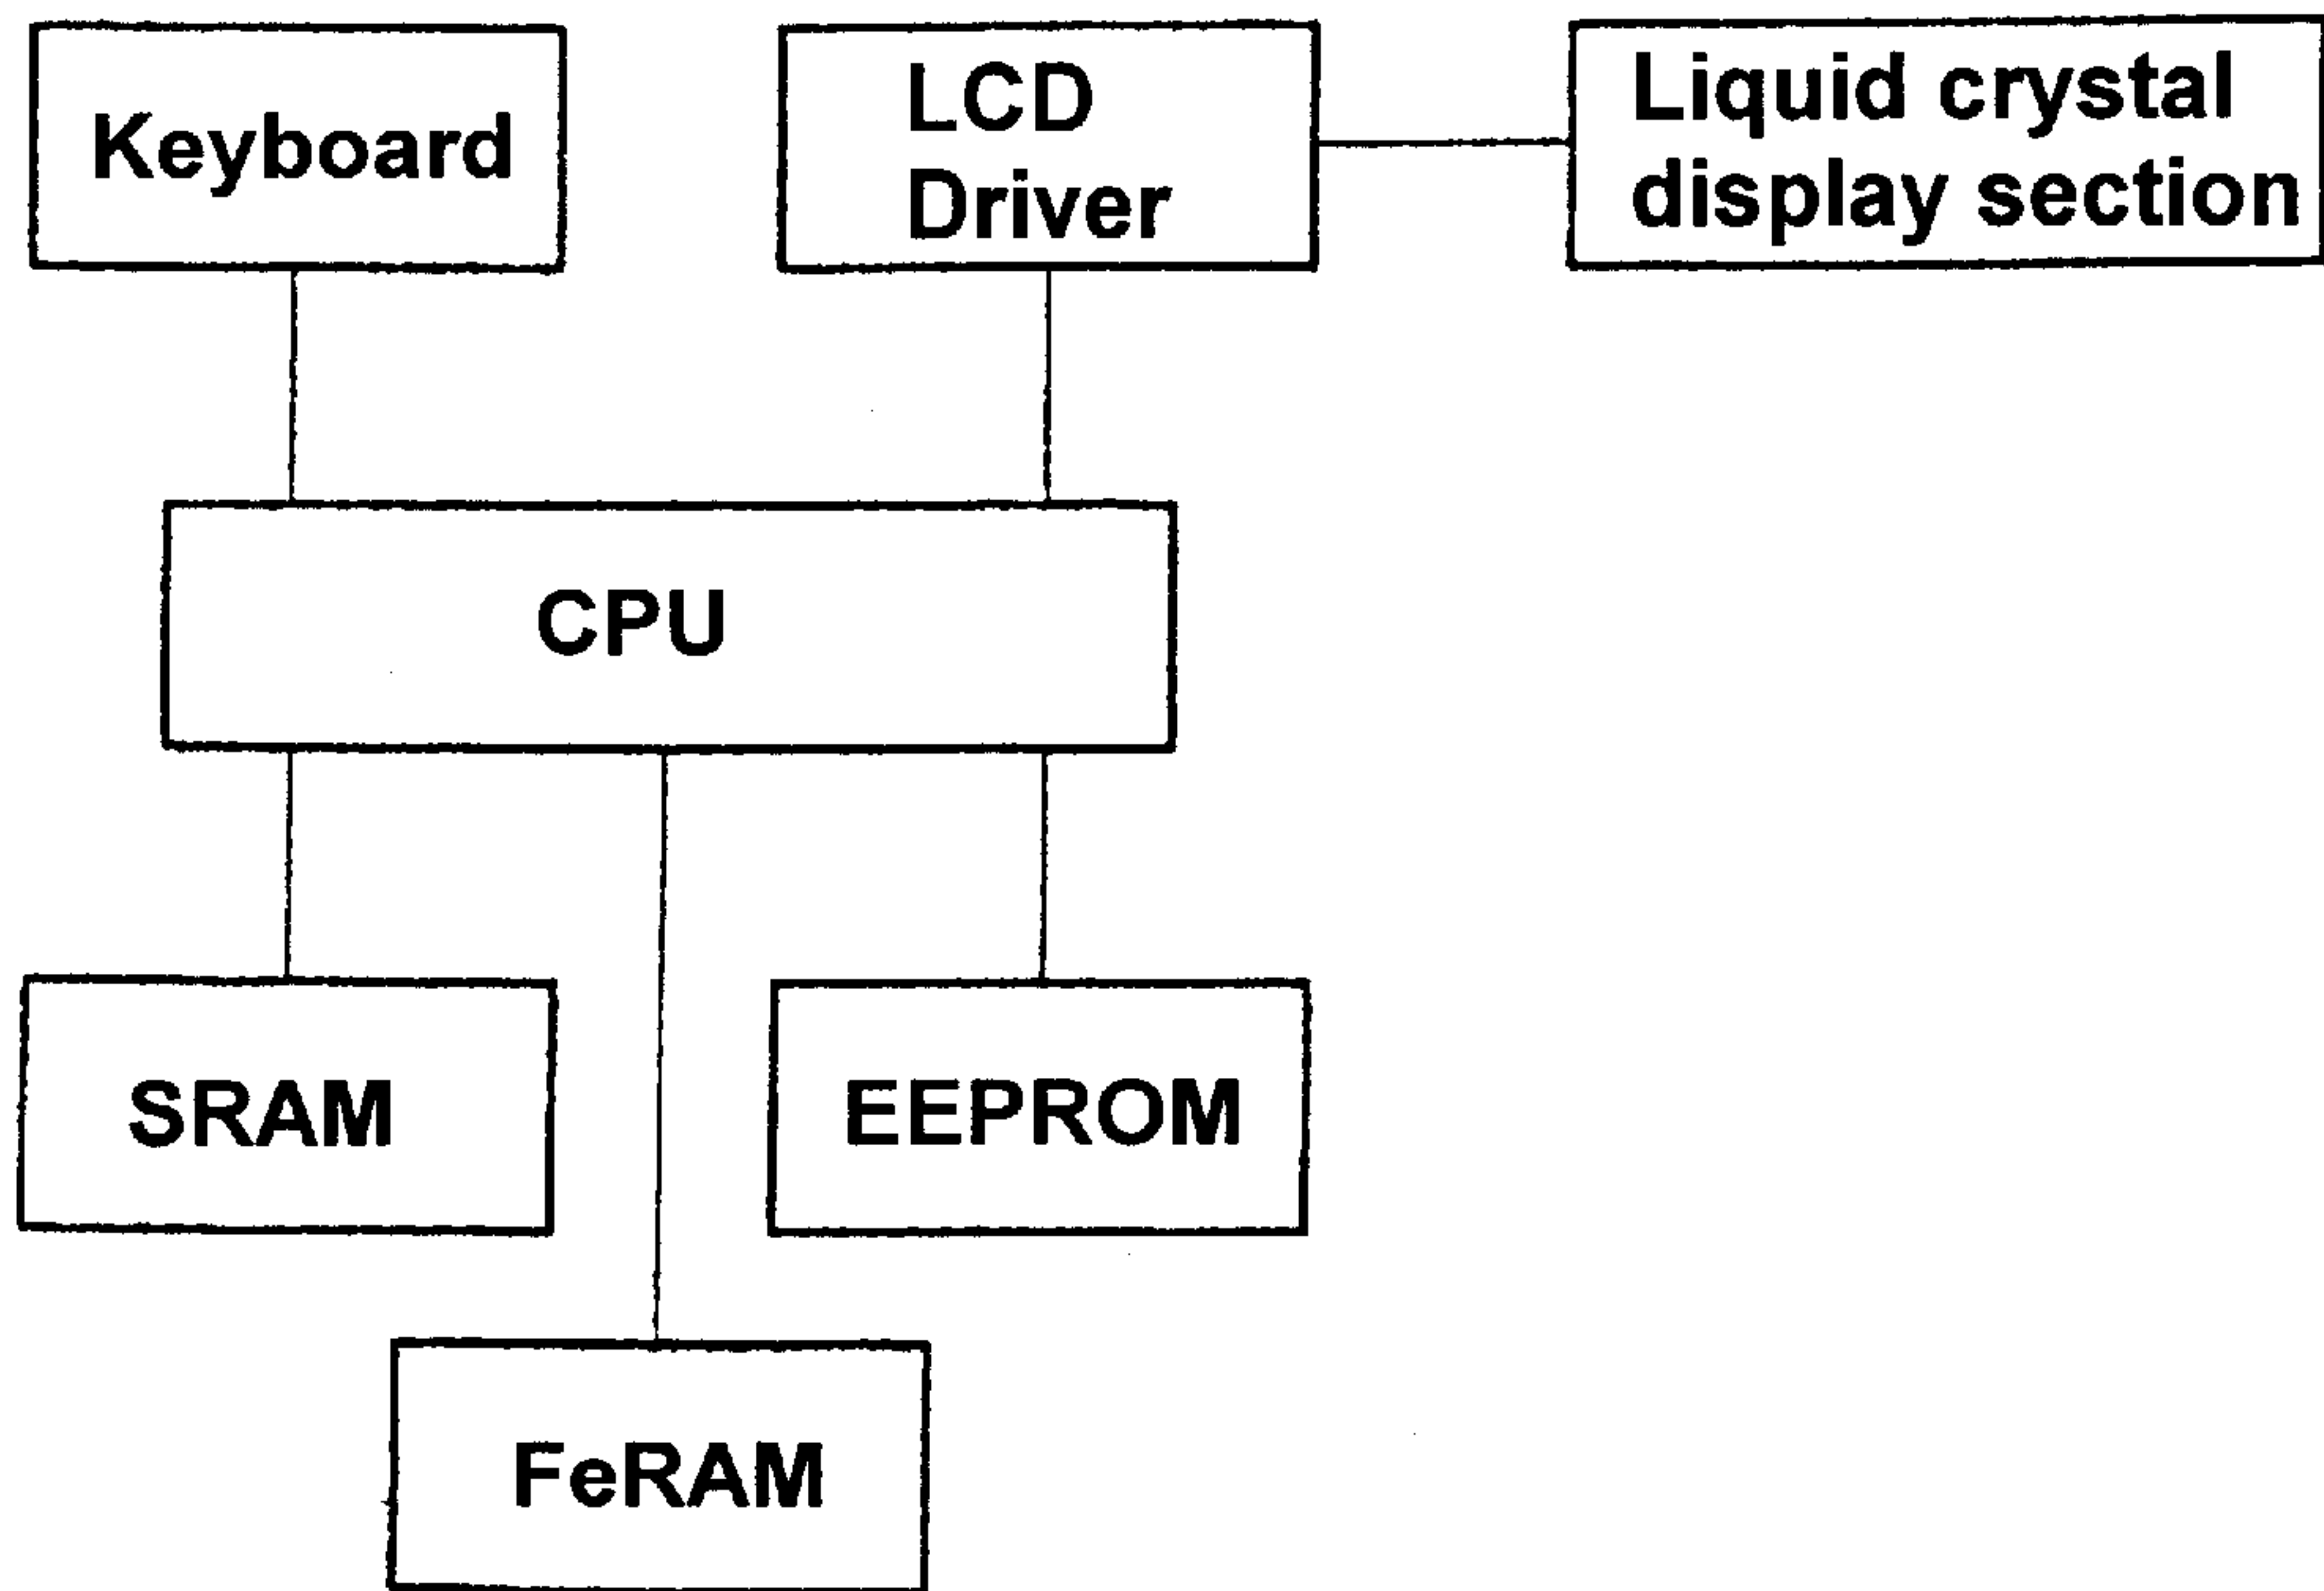 Keyboard
LCD
Driver
Liquid crystal
display section
CPU
SRAM
EEPROM
FeRAM